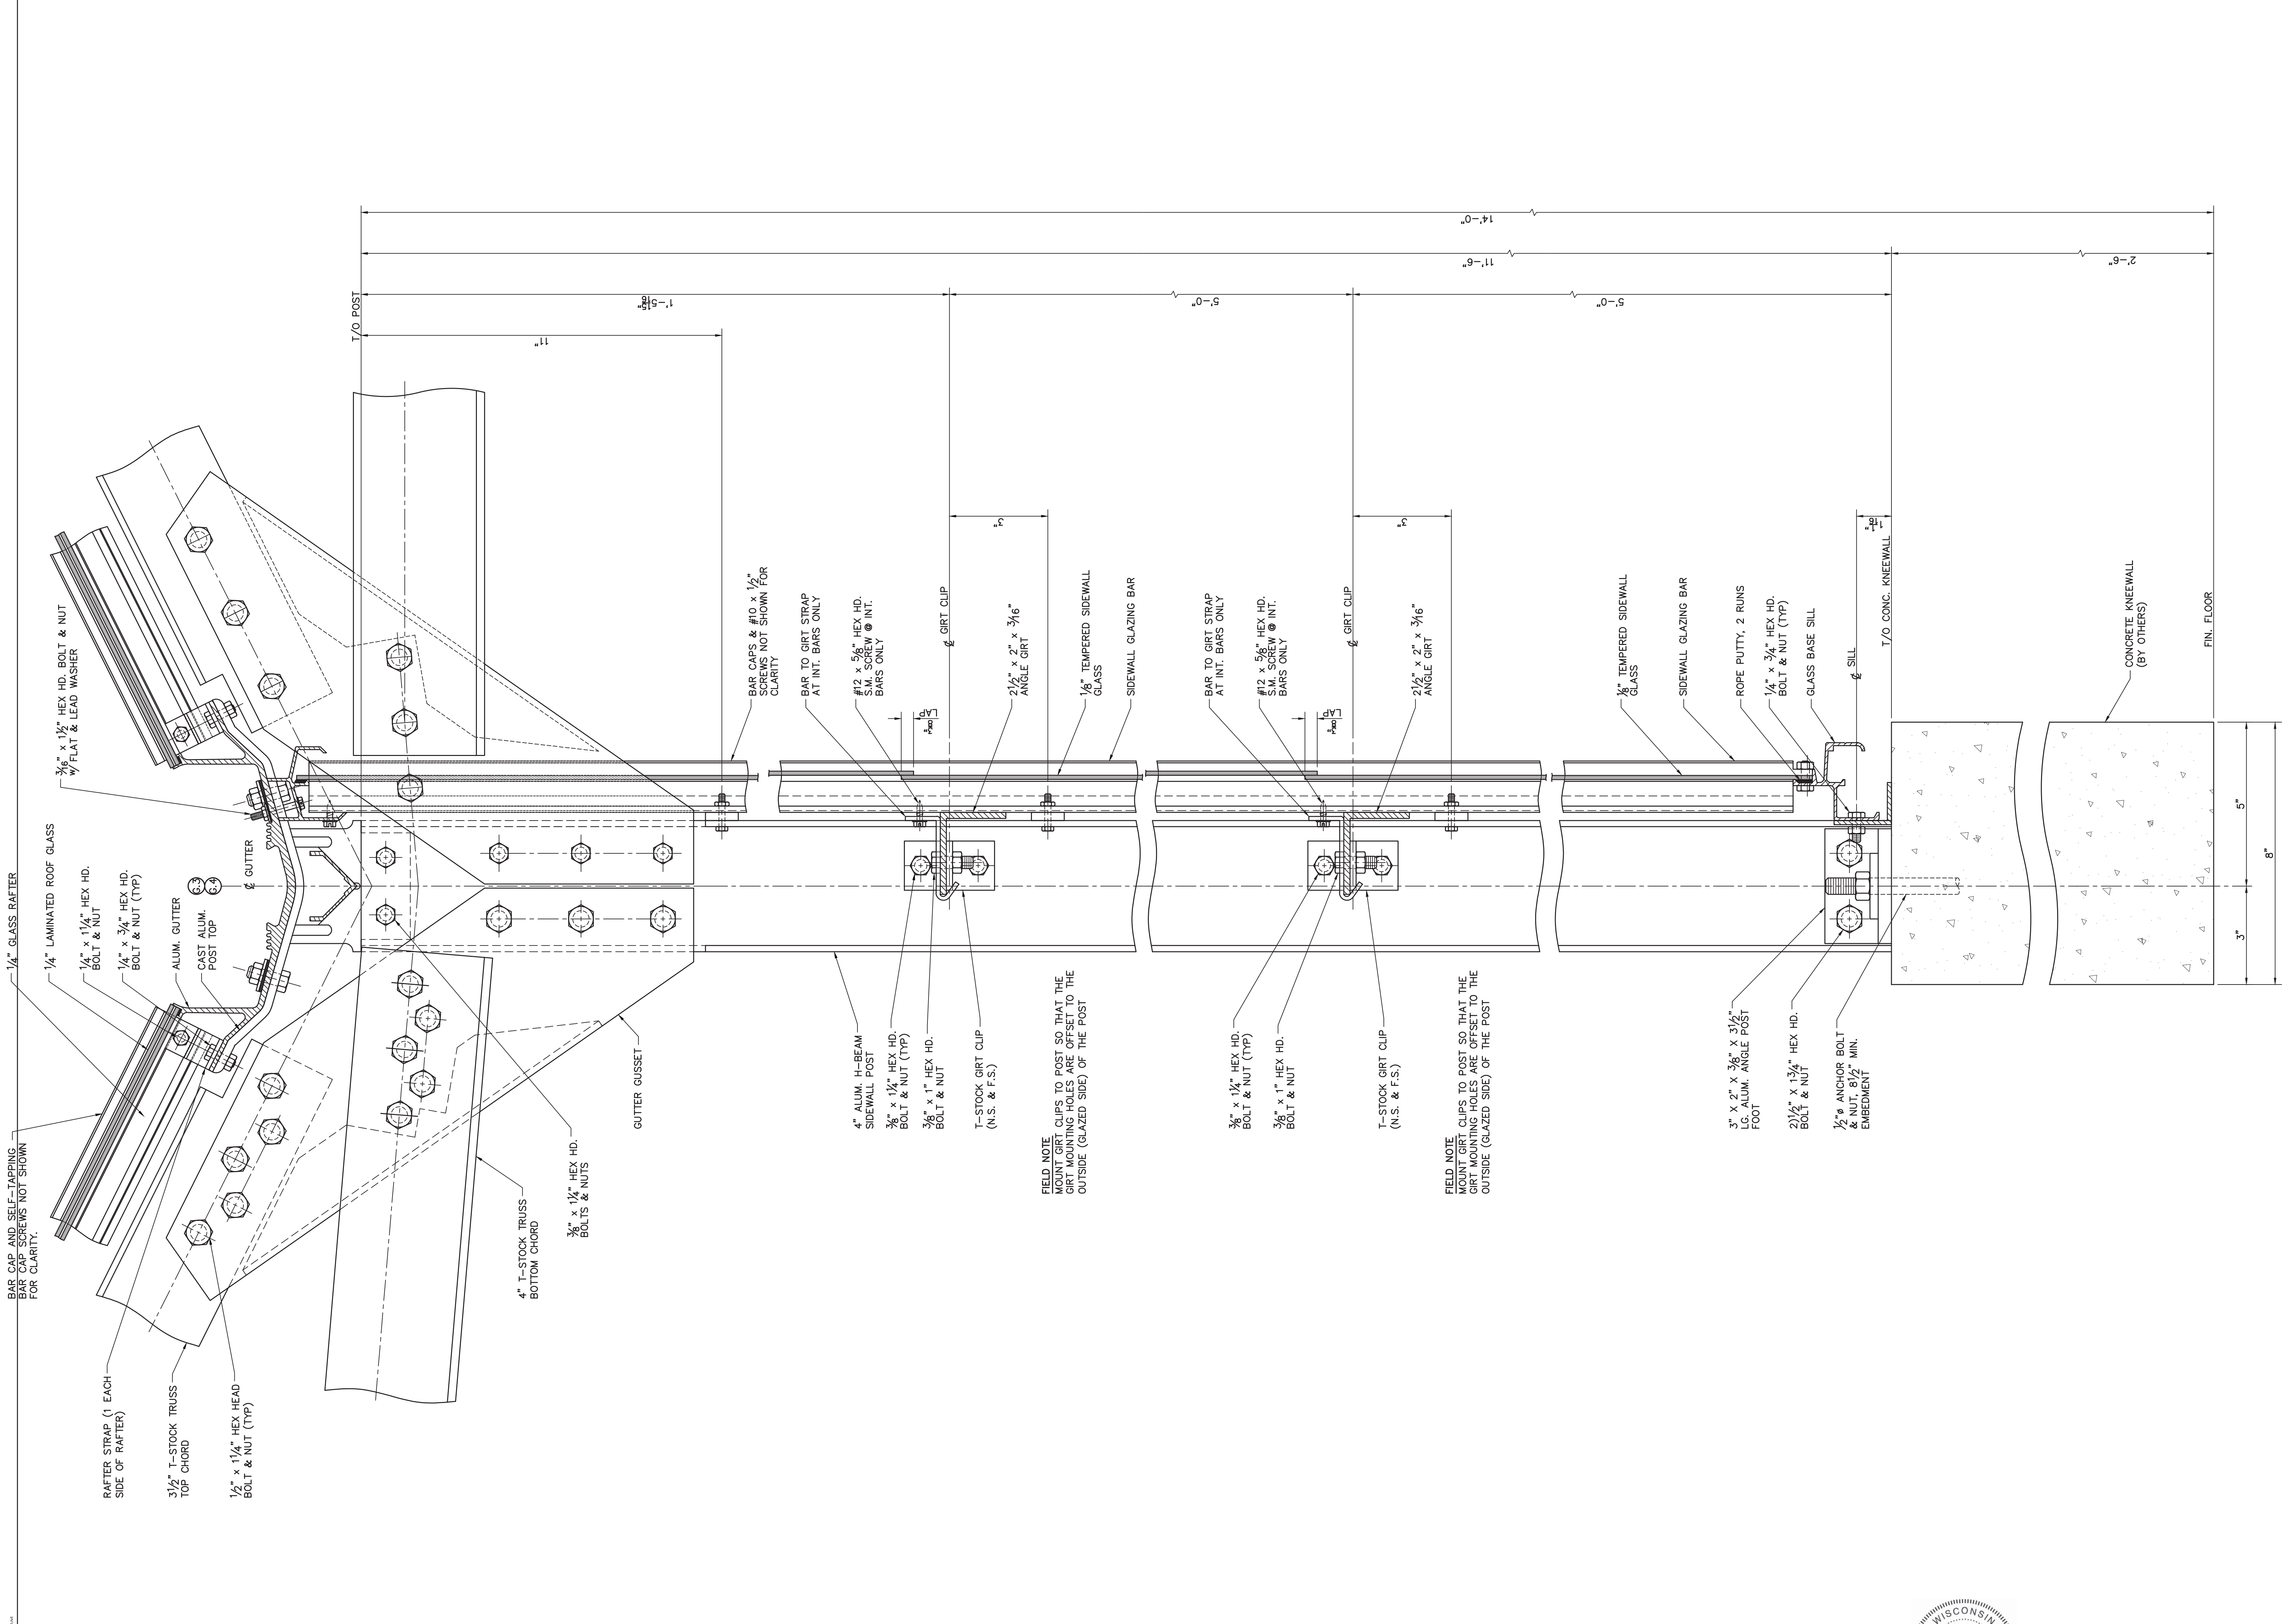 BAR CAP AND SELF-TAPPING
BAR CAP SCREWS NOT SHOWN
FOR CLARITY.
1/4" GLASS RAFTER
1/4" LAMINATED ROOF GLASS
1/4" x 1 1/4" HEX HD.
BOLT & NUT
1/4" x 3/4" HEX HD.
BOLT & NUT (TYP)
ALUM. GUTTER
CAST ALUM.
POST TOP
G.3
G.4
℄ GUTTER
3/16" x 1 1/2" HEX HD. BOLT & NUT
W/ FLAT & LEAD WASHER
RAFTER STRAP (1 EACH
SIDE OF RAFTER)
3 1/2" T-STOCK TRUSS
TOP CHORD
1/2" x 1 1/4" HEX HEAD
BOLT & NUT (TYP)
4" T-STOCK TRUSS
BOTTOM CHORD
3/8" x 1 1/4" HEX HD.
BOLTS & NUTS
GUTTER GUSSET
T/O POST
14'-0"
11'-6"
2'-6"
1'-5 15/16"
5'-0"
5'-0"
11"
BAR CAPS & #10 x 1/2"
SCREWS NOT SHOWN FOR
CLARITY
BAR TO GIRT STRAP
AT INT. BARS ONLY
#12 x 5/8" HEX HD.
S.M. SCREW @ INT.
BARS ONLY
3/8"
LAP
℄ GIRT CLIP
3"
2 1/2" x 2" x 3/16"
ANGLE GIRT
1/8" TEMPERED SIDEWALL
GLASS
SIDEWALL GLAZING BAR
4" ALUM. H-BEAM
SIDEWALL POST
3/8" x 1 1/4" HEX HD.
BOLT & NUT (TYP)
3/8" x 1" HEX HD.
BOLT & NUT
T-STOCK GIRT CLIP
(N.S. & F.S.)
FIELD NOTE
MOUNT GIRT CLIPS TO POST SO THAT THE
GIRT MOUNTING HOLES ARE OFFSET TO THE
OUTSIDE (GLAZED SIDE) OF THE POST
BAR TO GIRT STRAP
AT INT. BARS ONLY
#12 x 5/8" HEX HD.
S.M. SCREW @ INT.
BARS ONLY
3/8"
LAP
℄ GIRT CLIP
3"
2 1/2" x 2" x 3/16"
ANGLE GIRT
3/8" x 1 1/4" HEX HD.
BOLT & NUT (TYP)
3/8" x 1" HEX HD.
BOLT & NUT
T-STOCK GIRT CLIP
(N.S. & F.S.)
FIELD NOTE
MOUNT GIRT CLIPS TO POST SO THAT THE
GIRT MOUNTING HOLES ARE OFFSET TO THE
OUTSIDE (GLAZED SIDE) OF THE POST
1/8" TEMPERED SIDEWALL
GLASS
SIDEWALL GLAZING BAR
ROPE PUTTY, 2 RUNS
1/4" x 3/4" HEX HD.
BOLT & NUT (TYP)
GLASS BASE SILL
℄ SILL
1 1/16"
T/O CONC. KNEEWALL
3" x 2" x 3/8" x 3 1/2"
LG. ALUM. ANGLE POST
FOOT
2) 1/2" x 1 3/4" HEX HD.
BOLT & NUT
1/2"ø ANCHOR BOLT
& NUT, 8 1/2" MIN.
EMBEDMENT
CONCRETE KNEEWALL
(BY OTHERS)
FIN. FLOOR
3"
5"
8"
WISCONSIN